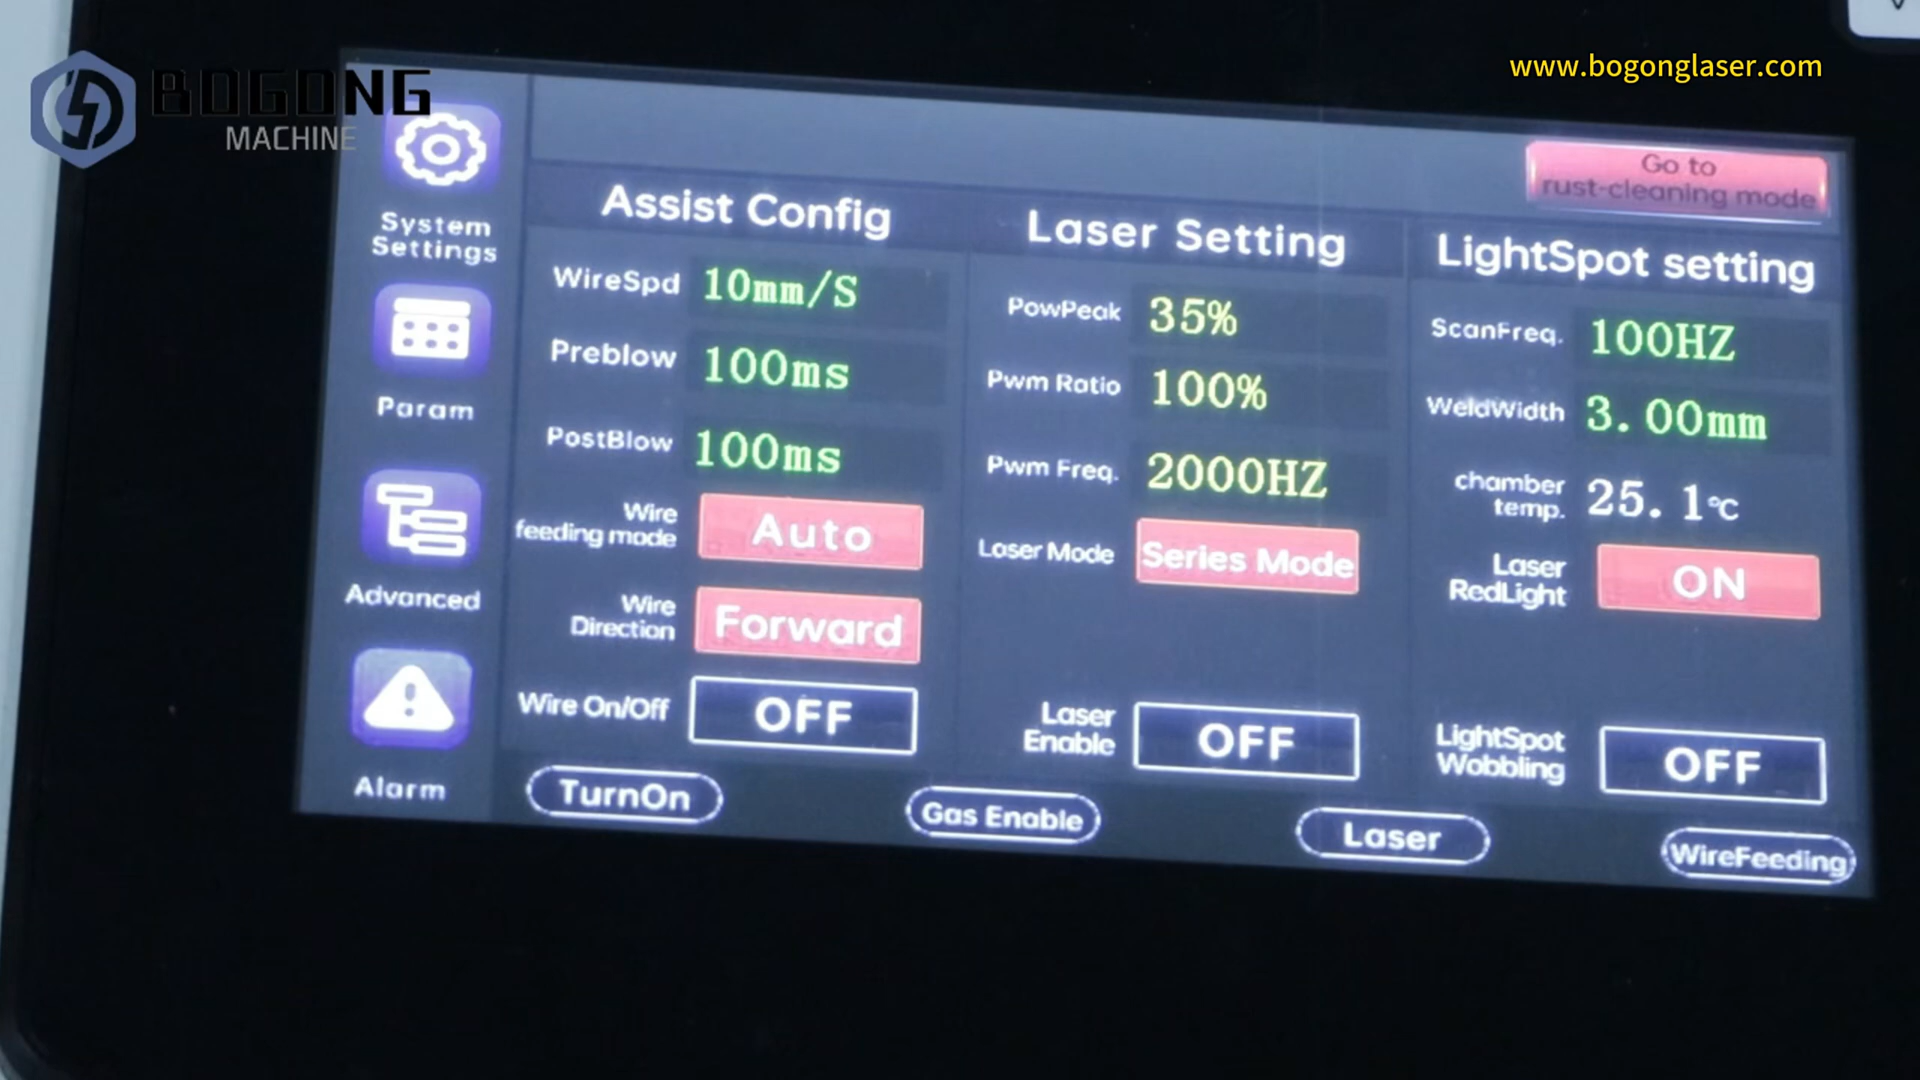 BOGONG
MACHINE
www.bogonglaser.com
Go to
rust-cleaning mode
System
Settings
Param
Advanced
Alarm
Assist Config
WireSpd 10mm/S
Preblow 100ms
PostBlow 100ms
Wire
feeding mode
Auto
Wire
Direction
Forward
Wire On/Off OFF
Laser Setting
PowPeak 35%
Pwm Ratio 100%
Pwm Freq. 2000HZ
Laser Mode Series Mode
Laser
Enable
OFF
LightSpot setting
ScanFreq. 100HZ
WeldWidth 3.00mm
chamber
temp.
25.1℃
Laser
RedLight
ON
LightSpot
Wobbling
OFF
TurnOn
Gas Enable
Laser
WireFeeding